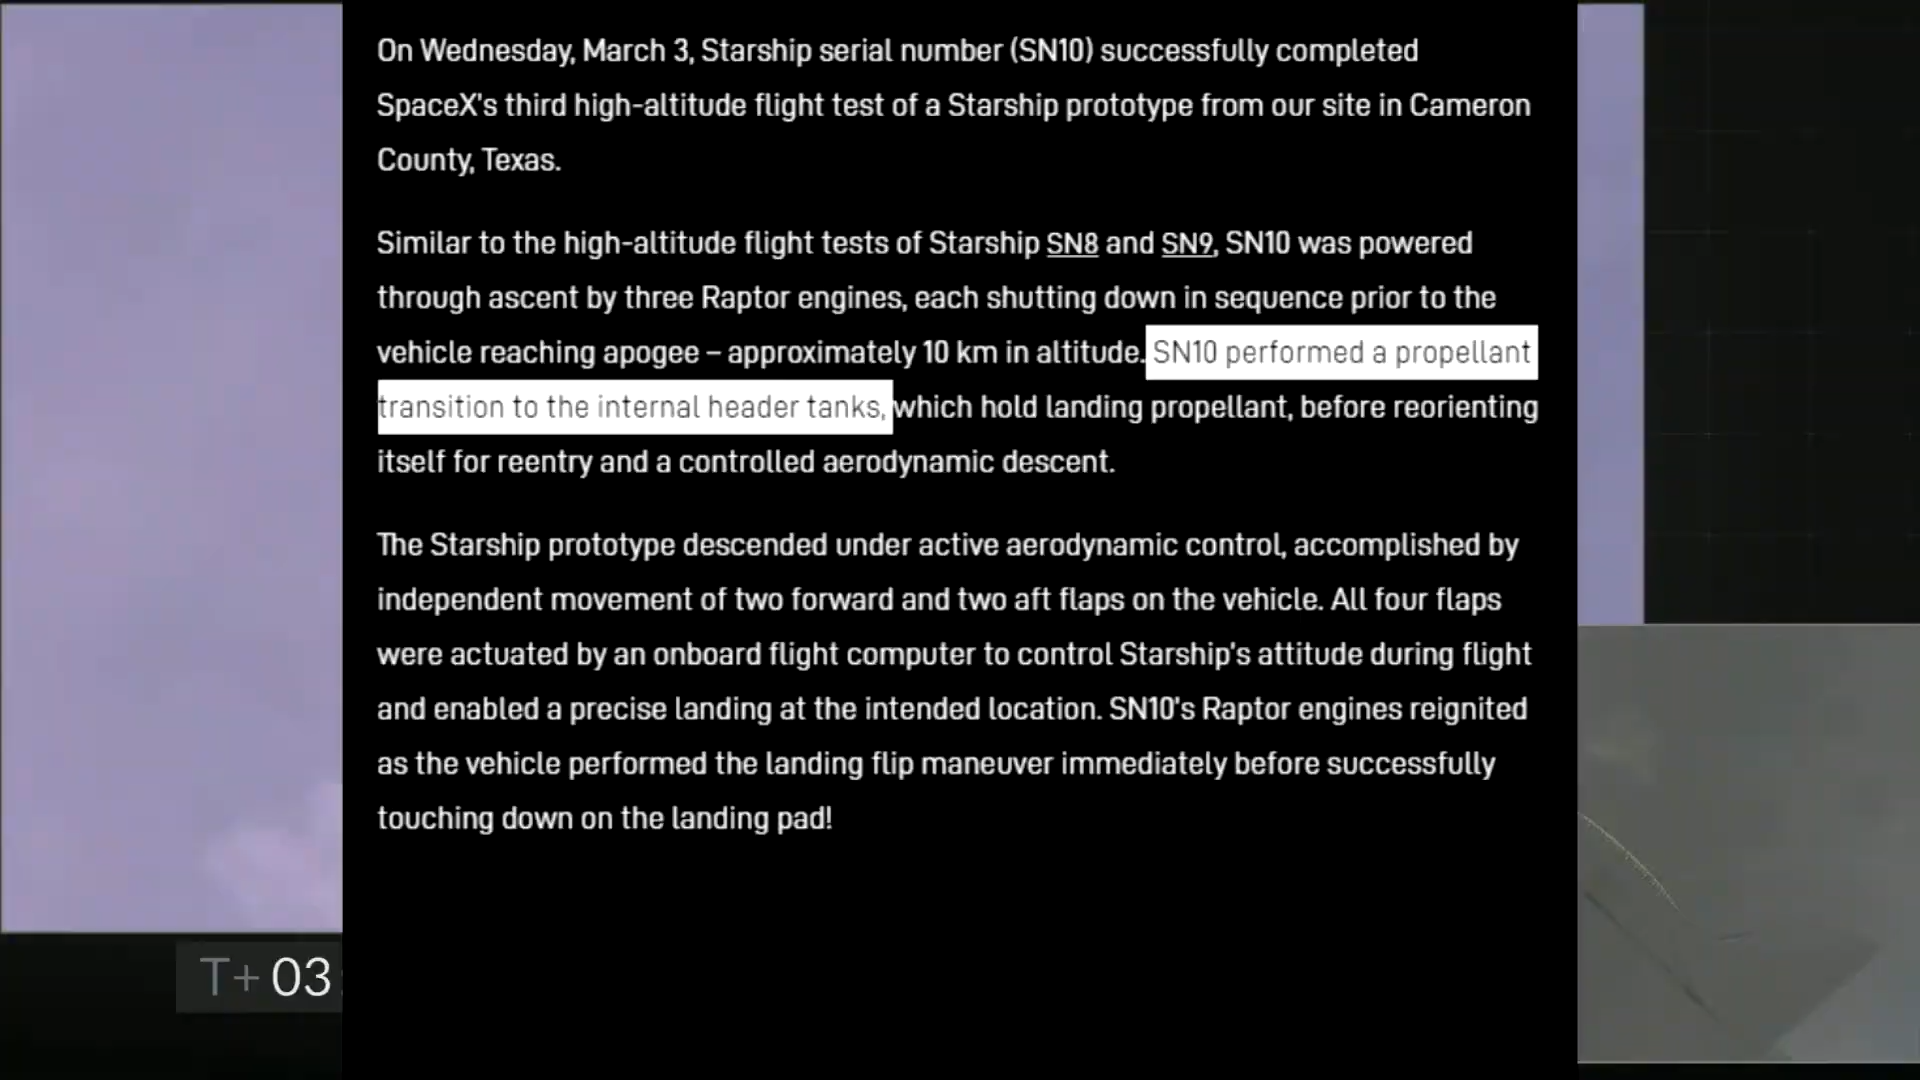 On Wednesday, March 3, Starship serial number (SN10) successfully completed
SpaceX's third high-altitude flight test of a Starship prototype from our site in Cameron
County, Texas.
Similar to the high-altitude flight tests of Starship SN8 and SN9, SN10 was powered
through ascent by three Raptor engines, each shutting down in sequence prior to the
vehicle reaching apogee – approximately 10 km in altitude. SN10 performed a propellant
transition to the internal header tanks, which hold landing propellant, before reorienting
itself for reentry and a controlled aerodynamic descent.
The Starship prototype descended under active aerodynamic control, accomplished by
independent movement of two forward and two aft flaps on the vehicle. All four flaps
were actuated by an onboard flight computer to control Starship's attitude during flight
and enabled a precise landing at the intended location. SN10's Raptor engines reignited
as the vehicle performed the landing flip maneuver immediately before successfully
touching down on the landing pad!
T+ 03